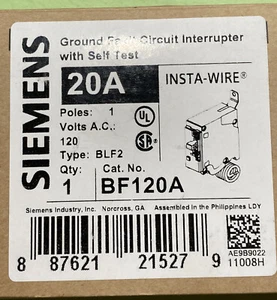 SIEMENS
Ground Fault Circuit Interrupter
with Self Test
20A
INSTA-WIRE®
Poles: 1
Volts A.C.:
120
Type: BLF2
UL
SA
Qty. Cat. No.
1 BF120A
Siemens Industry, Inc. Norcross, GA Assembled in the Philippines LDY
8 87621 21527 9
AE9B9022
11008H